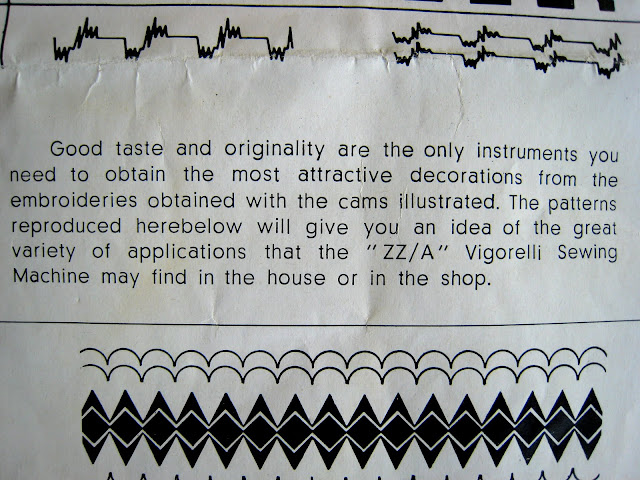 Good taste and originality are the only instruments you
need to obtain the most attractive decorations from the
embroideries obtained with the cams illustrated. The patterns
reproduced herebelow will give you an idea of the great
variety of applications that the "ZZ/A" Vigorelli Sewing
Machine may find in the house or in the shop.